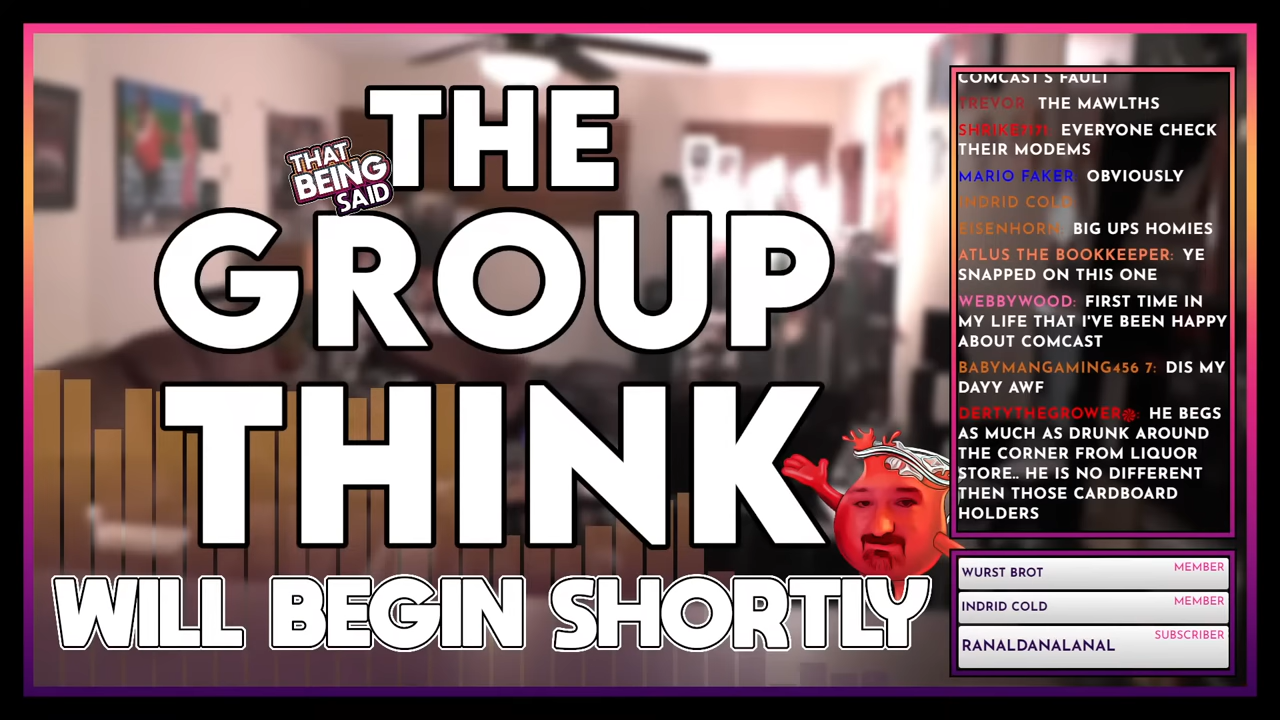 THE
THAT
BEING
SAID
GROUP
THINK
WILL BEGIN SHORTLY
COMCAST'S FAULT
TREVOR: THE MAWLTHS
SHRIKE7171: EVERYONE CHECK
THEIR MODEMS
MARIO FAKER: OBVIOUSLY
INDRID COLD:
EISENHORN: BIG UPS HOMIES
ATLUS THE BOOKKEEPER: YE
SNAPPED ON THIS ONE
WEBBYWOOD: FIRST TIME IN
MY LIFE THAT I'VE BEEN HAPPY
ABOUT COMCAST
BABYMANGAMING456 7: DIS MY
DAYY AWF
DERTYTHEGROWER: HE BEGS
AS MUCH AS DRUNK AROUND
THE CORNER FROM LIQUOR
STORE.. HE IS NO DIFFERENT
THEN THOSE CARDBOARD
HOLDERS
WURST BROT MEMBER
INDRID COLD MEMBER
RANALDANALANAL SUBSCRIBER